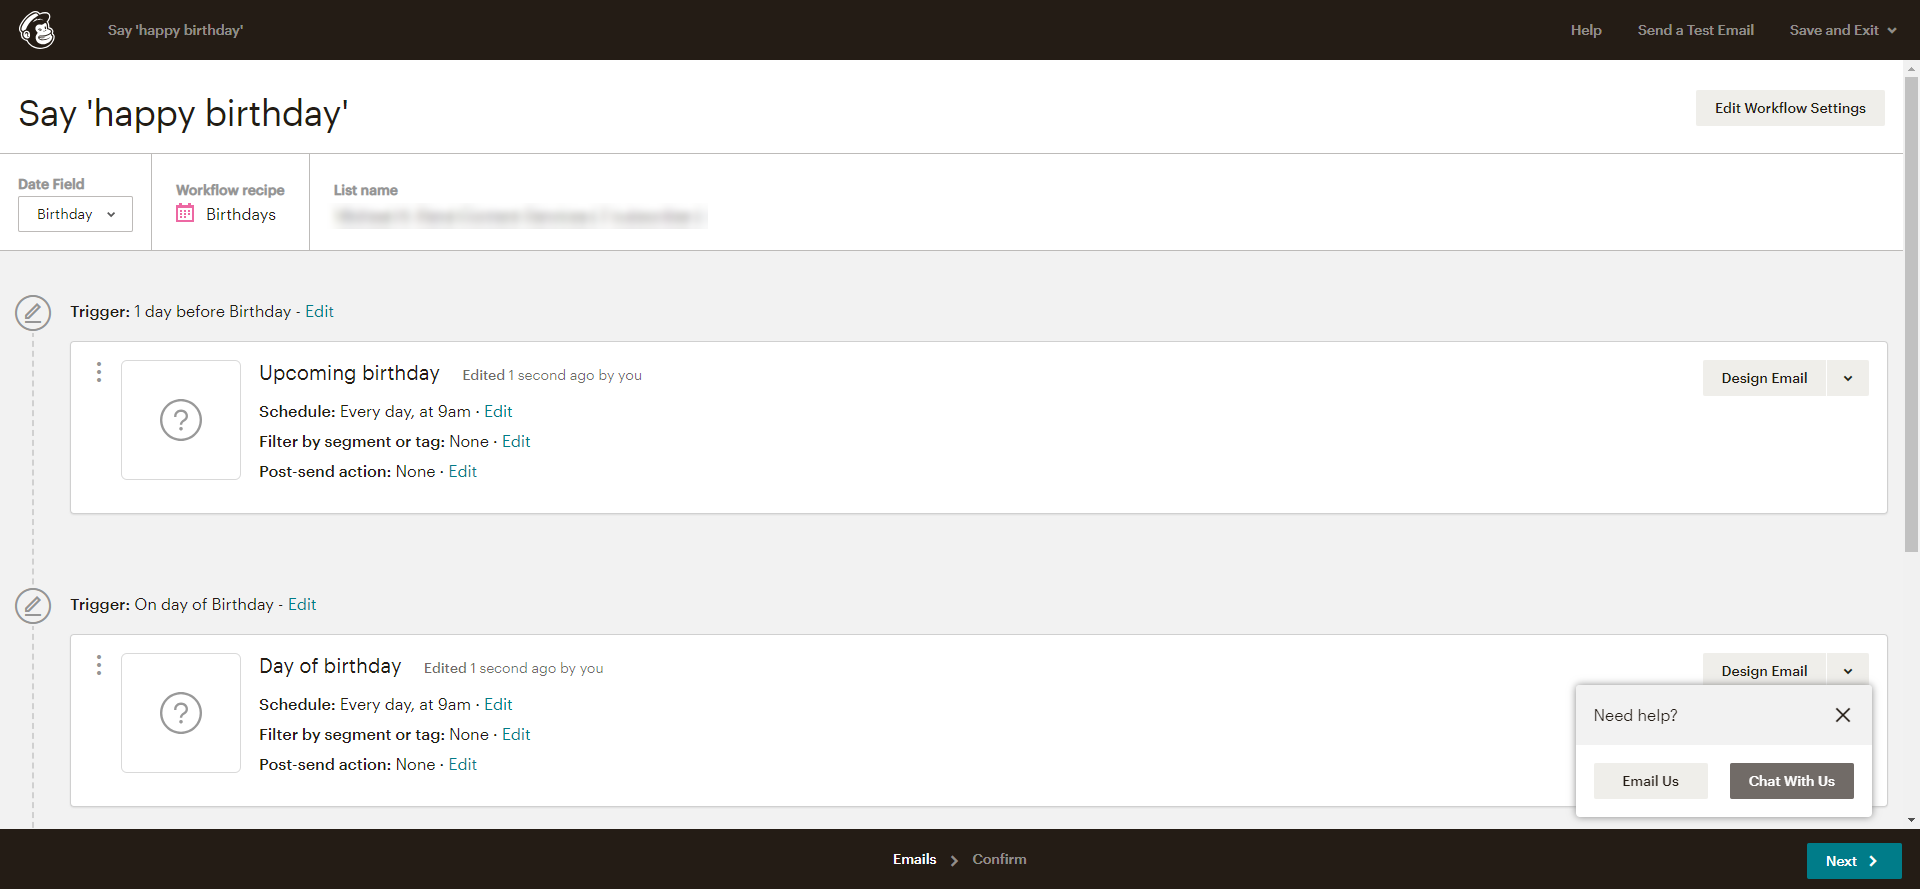 Say 'happy birthday'
Help
Send a Test Email
Save and Exit
Say 'happy birthday'
Edit Workflow Settings
Date Field
Birthday
Workflow recipe
Birthdays
List name
Trigger: 1 day before Birthday - Edit
Upcoming birthday Edited 1 second ago by you
Design Email
Schedule: Every day, at 9am · Edit
Filter by segment or tag: None · Edit
Post-send action: None · Edit
Trigger: On day of Birthday - Edit
Day of birthday Edited 1 second ago by you
Design Email
Schedule: Every day, at 9am · Edit
Filter by segment or tag: None · Edit
Post-send action: None · Edit
Need help?
Email Us
Chat With Us
Emails
Confirm
Next